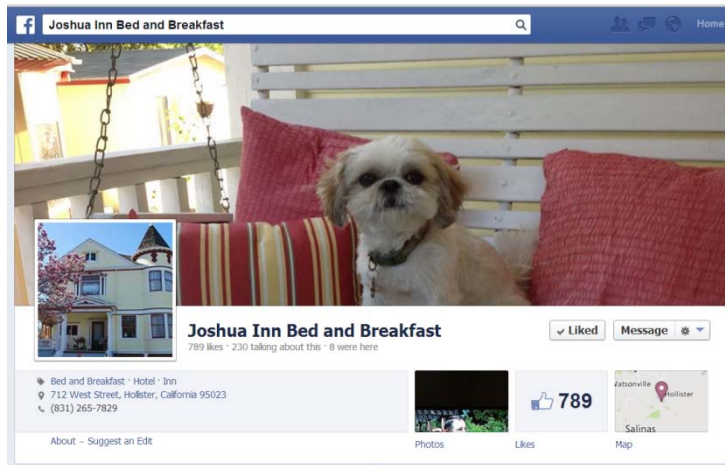 f Joshua Inn Bed and Breakfast Home
Joshua Inn Bed and Breakfast
✓ Liked Message
789 likes · 230 talking about this · 8 were here
Bed and Breakfast · Hotel · Inn
712 West Street, Hollister, California 95023
(831) 265-7829
789
Watsonville
Hollister
Salinas
About – Suggest an Edit
Photos Likes Map